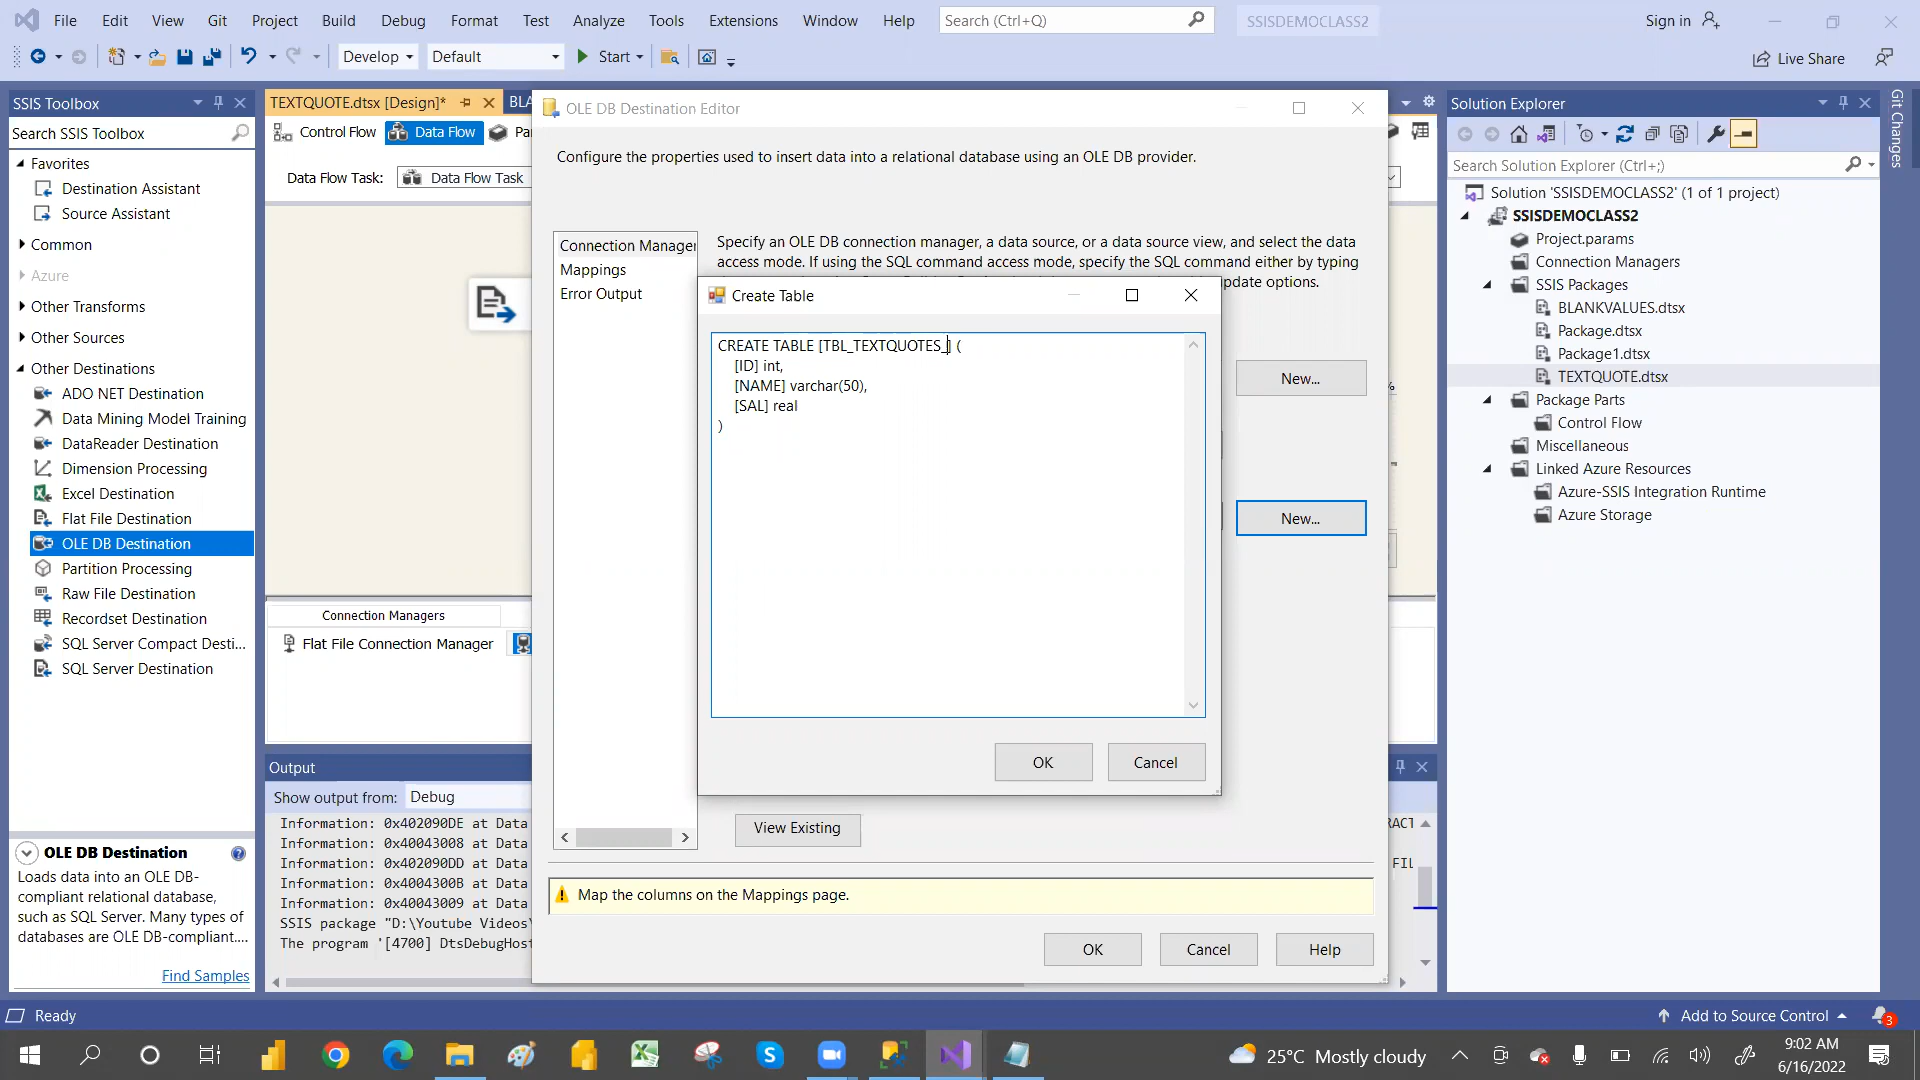 File Edit View Git Project Build Debug Format Test Analyze Tools Extensions Window Help Search (Ctrl+Q) SSISDEMOCLASS2 Sign in
Develop Default Start Live Share
SSIS Toolbox
Search SSIS Toolbox
Favorites
Destination Assistant
Source Assistant
Common
Azure
Other Transforms
Other Sources
Other Destinations
ADO NET Destination
Data Mining Model Training
DataReader Destination
Dimension Processing
Excel Destination
Flat File Destination
OLE DB Destination
Partition Processing
Raw File Destination
Recordset Destination
SQL Server Compact Desti...
SQL Server Destination
OLE DB Destination
Loads data into an OLE DB-
compliant relational database,
such as SQL Server. Many types of
databases are OLE DB-compliant....
Find Samples
TEXTQUOTE.dtsx [Design]*
Control Flow Data Flow
Data Flow Task: Data Flow Task
Connection Managers
Flat File Connection Manager
Output
Show output from: Debug
Information: 0x402090DE at Data
Information: 0x40043008 at Data
Information: 0x402090DD at Data
Information: 0x4004300B at Data
Information: 0x40043009 at Data
SSIS package "D:\Youtube Videos\
The program '[4700] DtsDebugHost
OLE DB Destination Editor
Configure the properties used to insert data into a relational database using an OLE DB provider.
Connection Manager
Mappings
Error Output
Specify an OLE DB connection manager, a data source, or a data source view, and select the data
access mode. If using the SQL command access mode, specify the SQL command either by typing
update options.
New...
New...
View Existing
Map the columns on the Mappings page.
OK Cancel Help
Create Table
CREATE TABLE [TBL_TEXTQUOTES_] (
[ID] int,
[NAME] varchar(50),
[SAL] real
)
OK Cancel
Solution Explorer
Search Solution Explorer (Ctrl+;)
Solution 'SSISDEMOCLASS2' (1 of 1 project)
SSISDEMOCLASS2
Project.params
Connection Managers
SSIS Packages
BLANKVALUES.dtsx
Package.dtsx
Package1.dtsx
TEXTQUOTE.dtsx
Package Parts
Control Flow
Miscellaneous
Linked Azure Resources
Azure-SSIS Integration Runtime
Azure Storage
Git Changes
Ready Add to Source Control 3
25°C Mostly cloudy
9:02 AM
6/16/2022